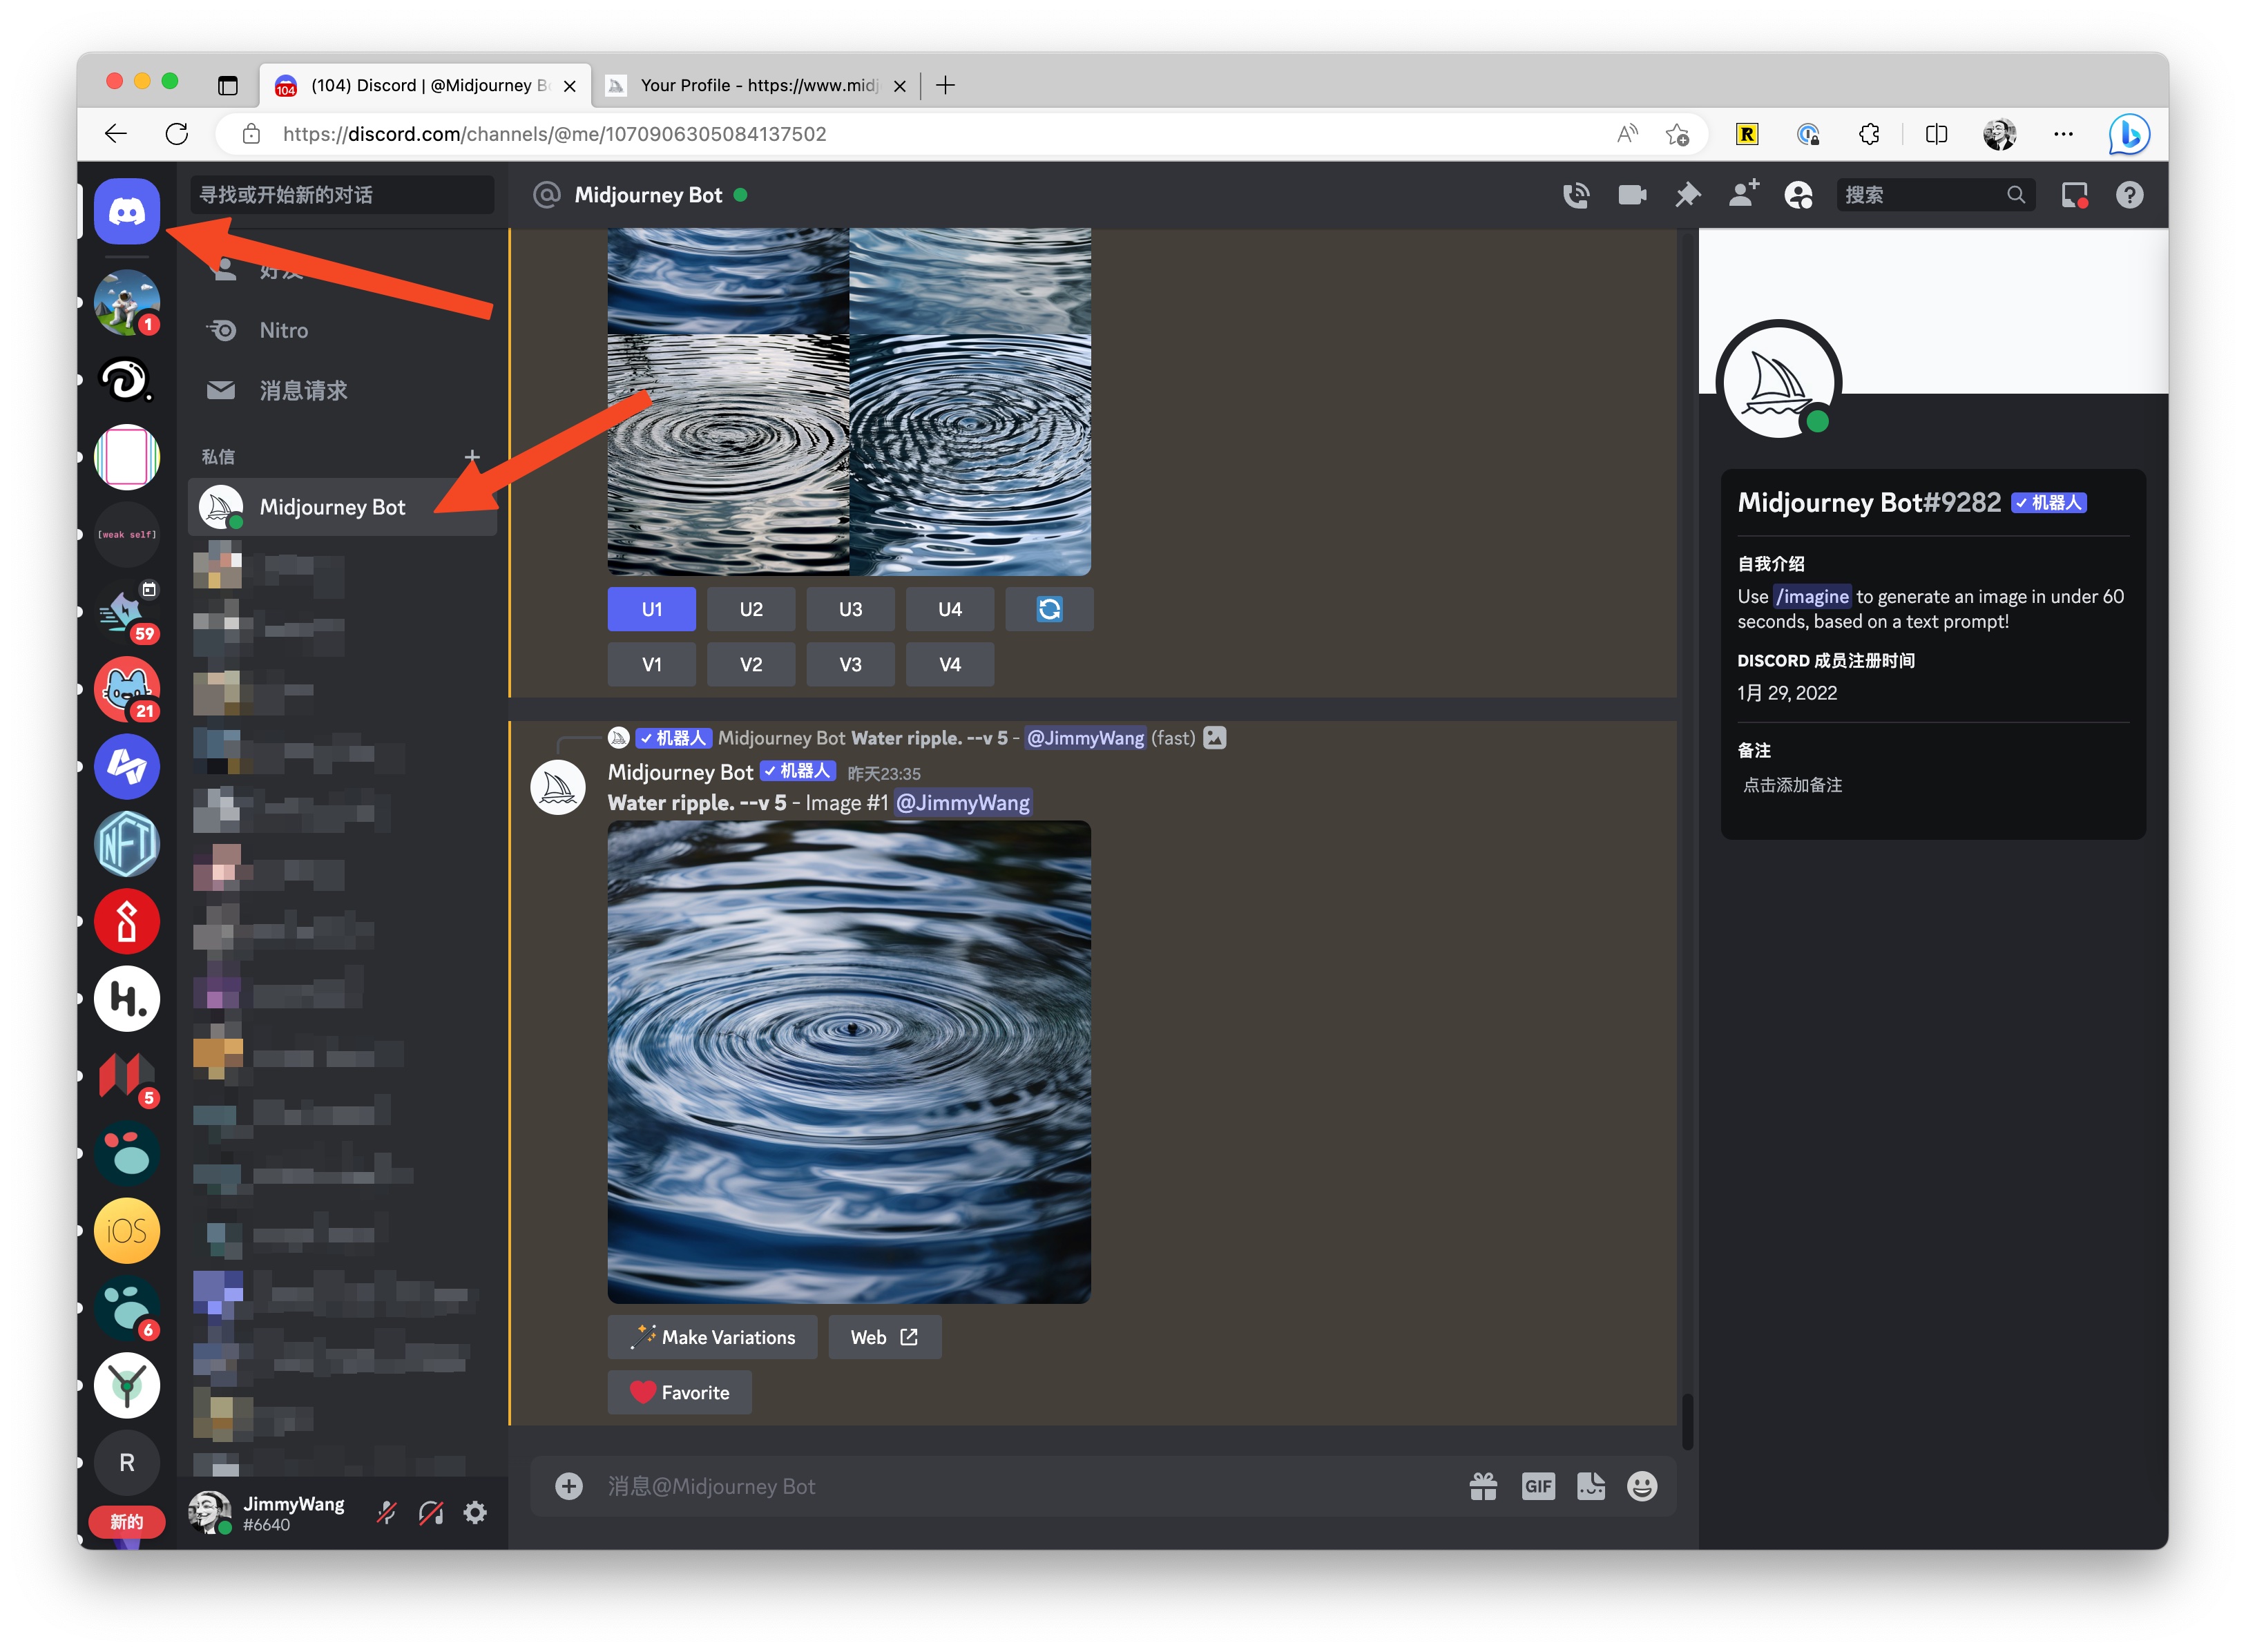 104
(104) Discord | @Midjourney B
Your Profile - https://www.midj
https://discord.com/channels/@me/1070906305084137502
寻找或开始新的对话
Midjourney Bot
搜索
好友
1
Nitro
消息请求
私信
Midjourney Bot
[weak self]
59
21
NFT
H.
5
iOS
6
R
新的
JimmyWang
#6640
U1 U2 U3 U4
V1 V2 V3 V4
机器人 Midjourney Bot Water ripple. --v 5 - @JimmyWang (fast)
Midjourney Bot 机器人 昨天23:35
Water ripple. --v 5 - Image #1 @JimmyWang
Make Variations Web
Favorite
消息@Midjourney Bot
GIF
Midjourney Bot#9282 机器人
自我介绍
Use /imagine to generate an image in under 60
seconds, based on a text prompt!
DISCORD 成员注册时间
1月 29, 2022
备注
点击添加备注